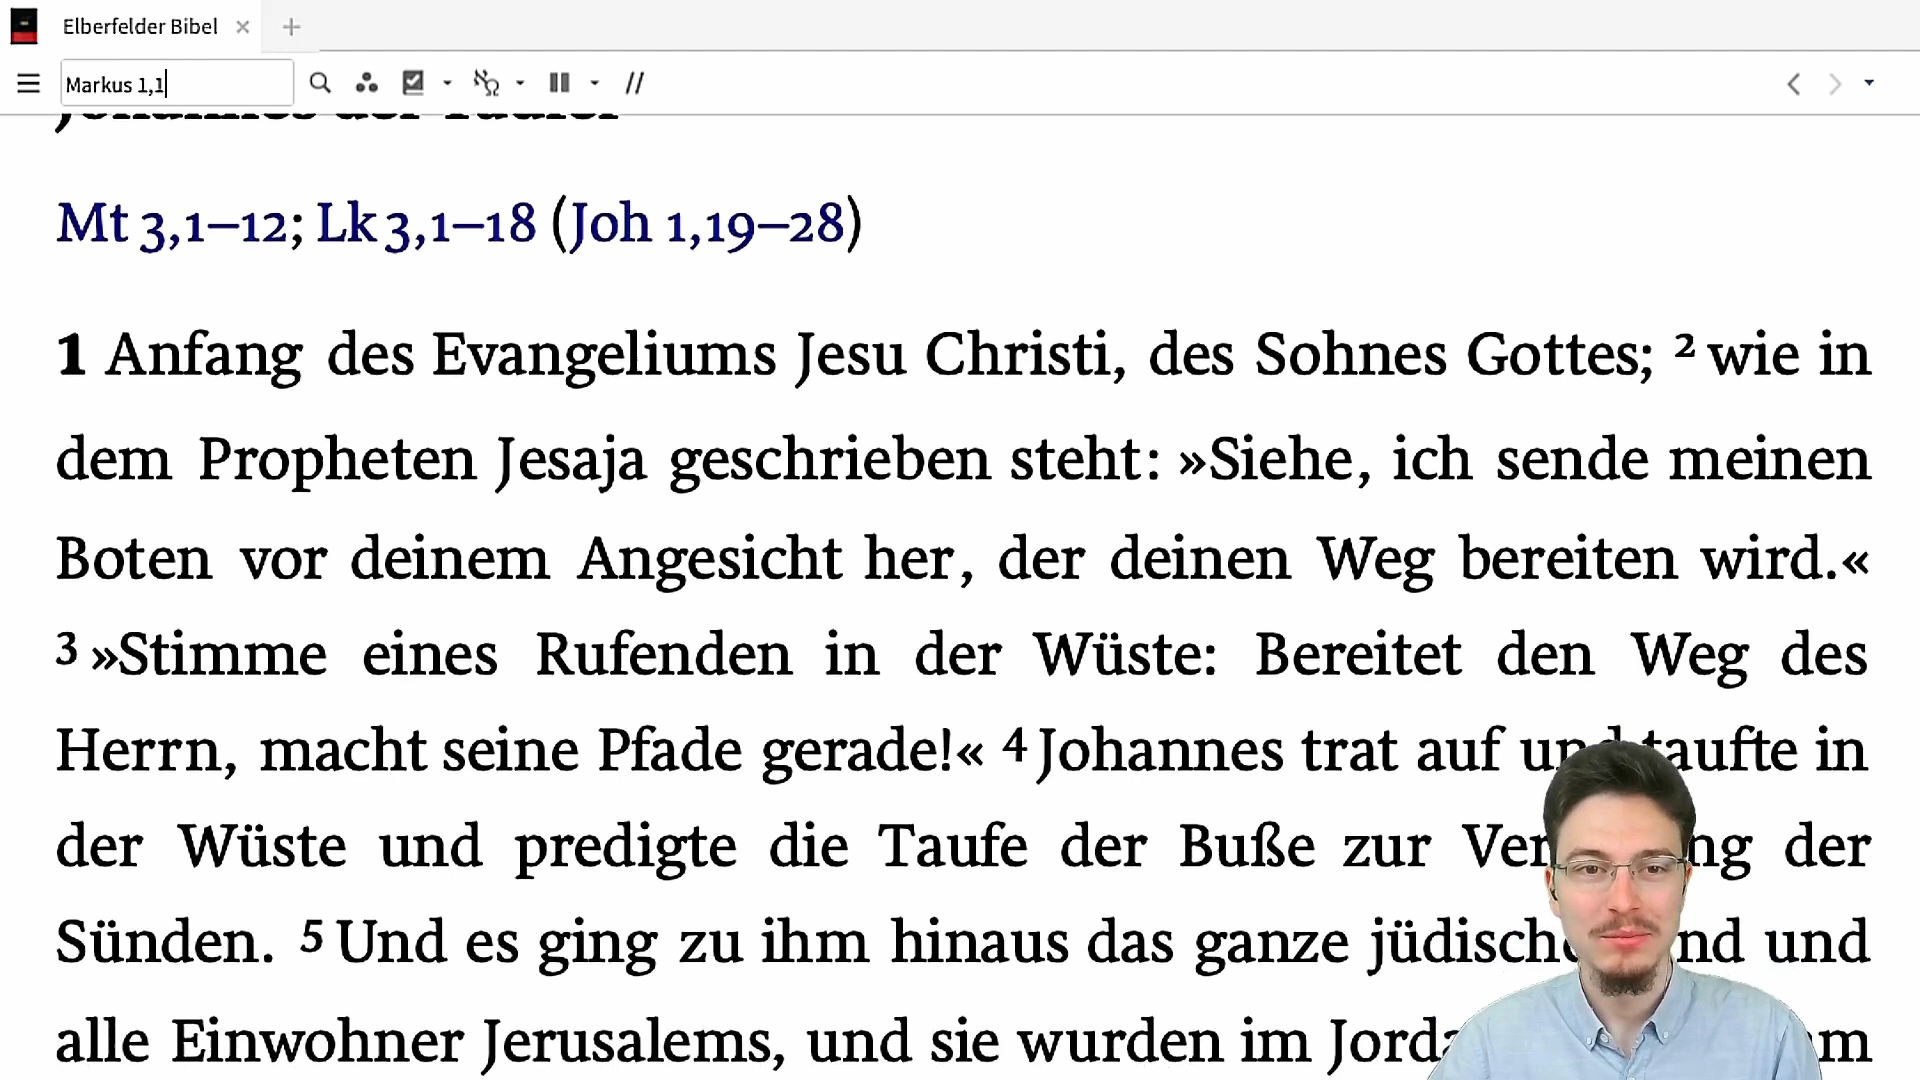 Elberfelder Bibel
Markus 1,1
Johannes der Täufer
Mt 3,1–12; Lk 3,1–18 (Joh 1,19–28)
1 Anfang des Evangeliums Jesu Christi, des Sohnes Gottes; 2 wie in
dem Propheten Jesaja geschrieben steht: »Siehe, ich sende meinen
Boten vor deinem Angesicht her, der deinen Weg bereiten wird.«
3 »Stimme eines Rufenden in der Wüste: Bereitet den Weg des
Herrn, macht seine Pfade gerade!« 4 Johannes trat auf und taufte in
der Wüste und predigte die Taufe der Buße zur der
Sünden. 5 Und es ging zu ihm hinaus das ganze und
alle Einwohner Jerusalems, und sie wurden im